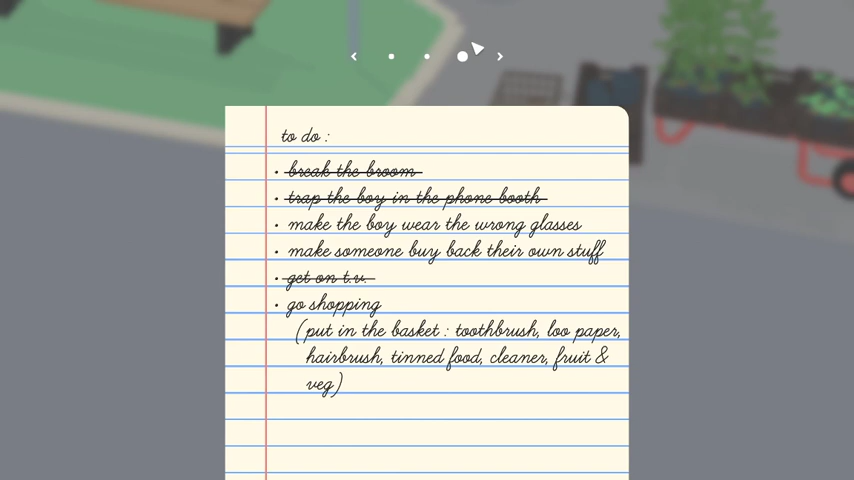 to do :
• break the broom
• trap the boy in the phone booth
• make the boy wear the wrong glasses
• make someone buy back their own stuff
• get on t.v.
• go shopping
(put in the basket : toothbrush, loo paper,
hairbrush, tinned food, cleaner, fruit &
veg)